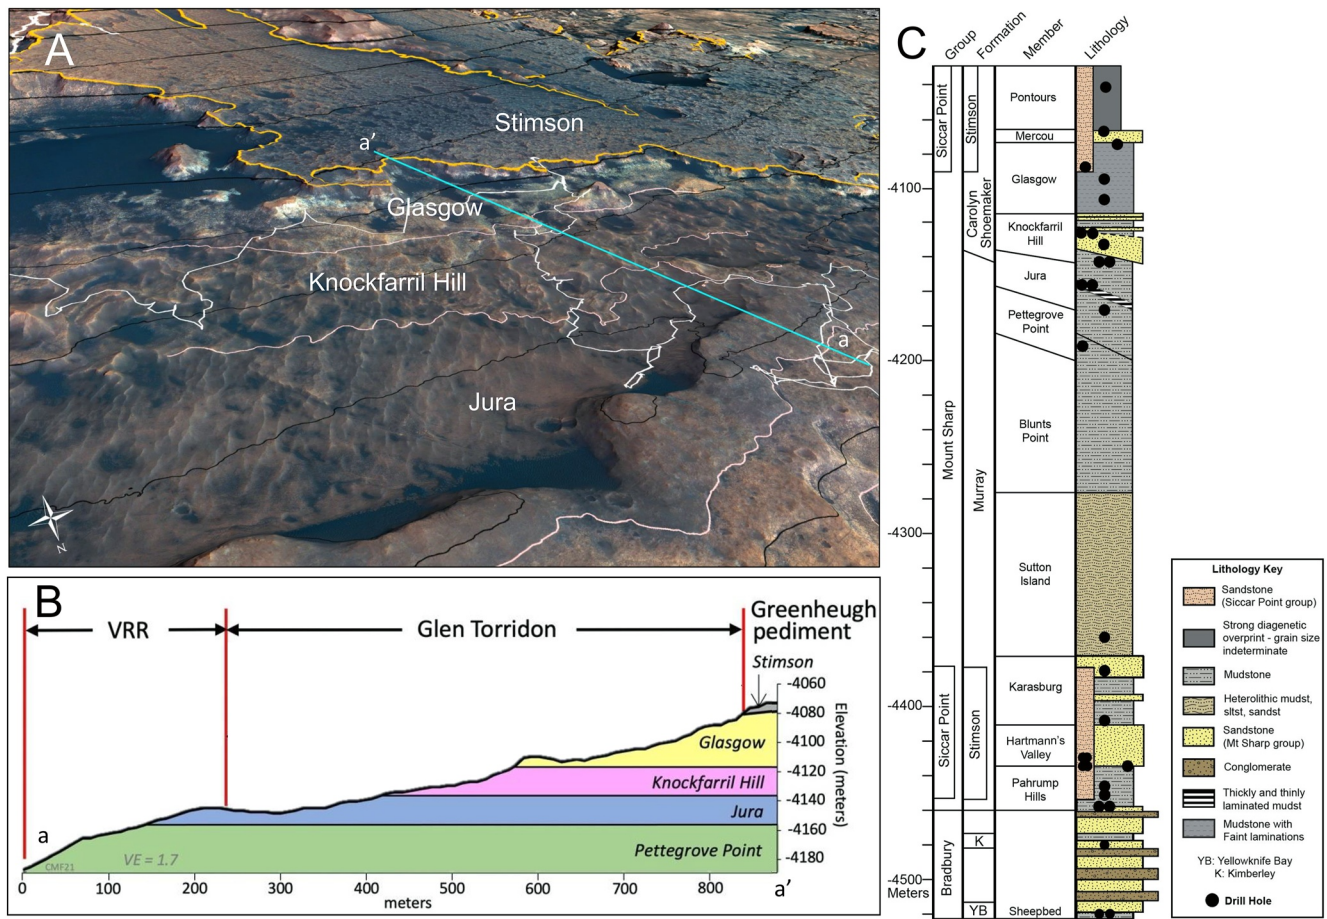 A
Stimson
a'
Glasgow
Knockfarril Hill
a
Jura
N
B
VRR
Glen Torridon
Greenheugh
pediment
Stimson
-4060
-4080
-4100
-4120
-4140
-4160
-4180
Elevation (meters)
Glasgow
Knockfarril Hill
Jura
Pettegrove Point
a
CMF21
VE = 1.7
0
100
200
300
400
500
600
700
800
a'
meters
C
Group
Formation
Member
Lithology
Siccar Point
Stimson
Pontours
Mercou
Glasgow
-4100
Carolyn
Shoemaker
Knockfarril
Hill
Jura
Pettegrove
Point
-4200
Mount Sharp
Murray
Blunts
Point
-4300
Sutton
Island
Siccar Point
Stimson
Karasburg
-4400
Hartmann's
Valley
Pahrump
Hills
Bradbury
K
-4500
Meters
YB
Sheepbed
Lithology Key
Sandstone
(Siccar Point group)
Strong diagenetic
overprint - grain size
indeterminate
Mudstone
Heterolithic mudst,
sltst, sandst
Sandstone
(Mt Sharp group)
Conglomerate
Thickly and thinly
laminated mudst
Mudstone with
Faint laminations
YB: Yellowknife Bay
K: Kimberley
Drill Hole